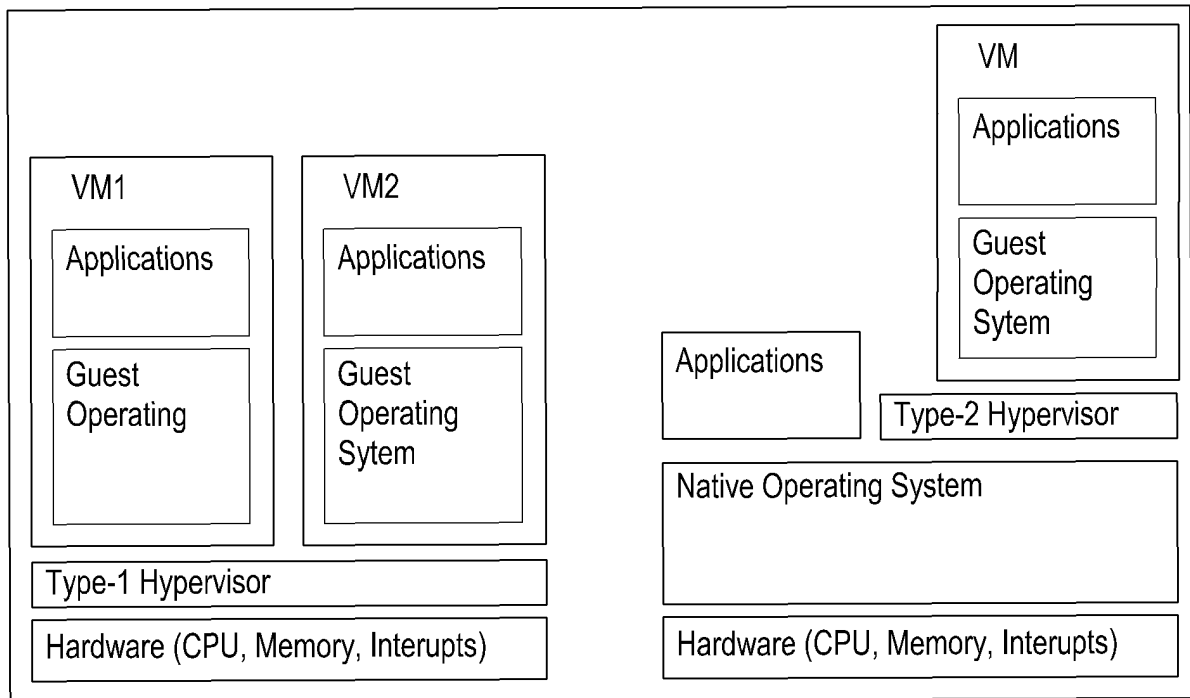 VM1
Applications
Guest
Operating
VM2
Applications
Guest
Operating
Sytem
Type-1 Hypervisor
Hardware (CPU, Memory, Interupts)
VM
Applications
Guest
Operating
Sytem
Applications
Type-2 Hypervisor
Native Operating System
Hardware (CPU, Memory, Interupts)